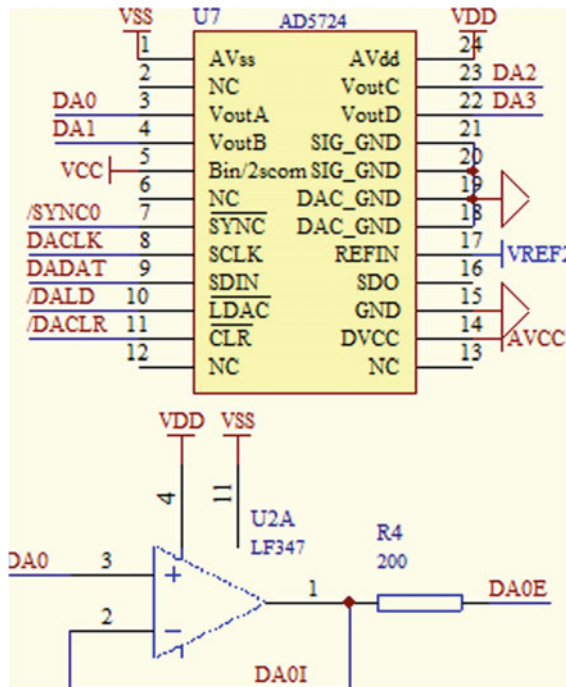 VSS U7 AD5724 VDD
1 AVss AVdd 24
2 NC VoutC 23 DA2
DA0 3 VoutA VoutD 22 DA3
DA1 4 VoutB SIG_GND 21
VCC 5 Bin/2scom SIG_GND 20
6 NC DAC_GND 19
/SYNC0 7 SYNC DAC_GND 18
DACLK 8 SCLK REFIN 17 VREF2
DADAT 9 SDIN SDO 16
/DALD 10 LDAC GND 15
/DACLR 11 CLR DVCC 14 AVCC
12 NC NC 13
VDD VSS
4 11
U2A
LF347
R4
200
DA0 3 + 1 DA0E
2 −
DA0I